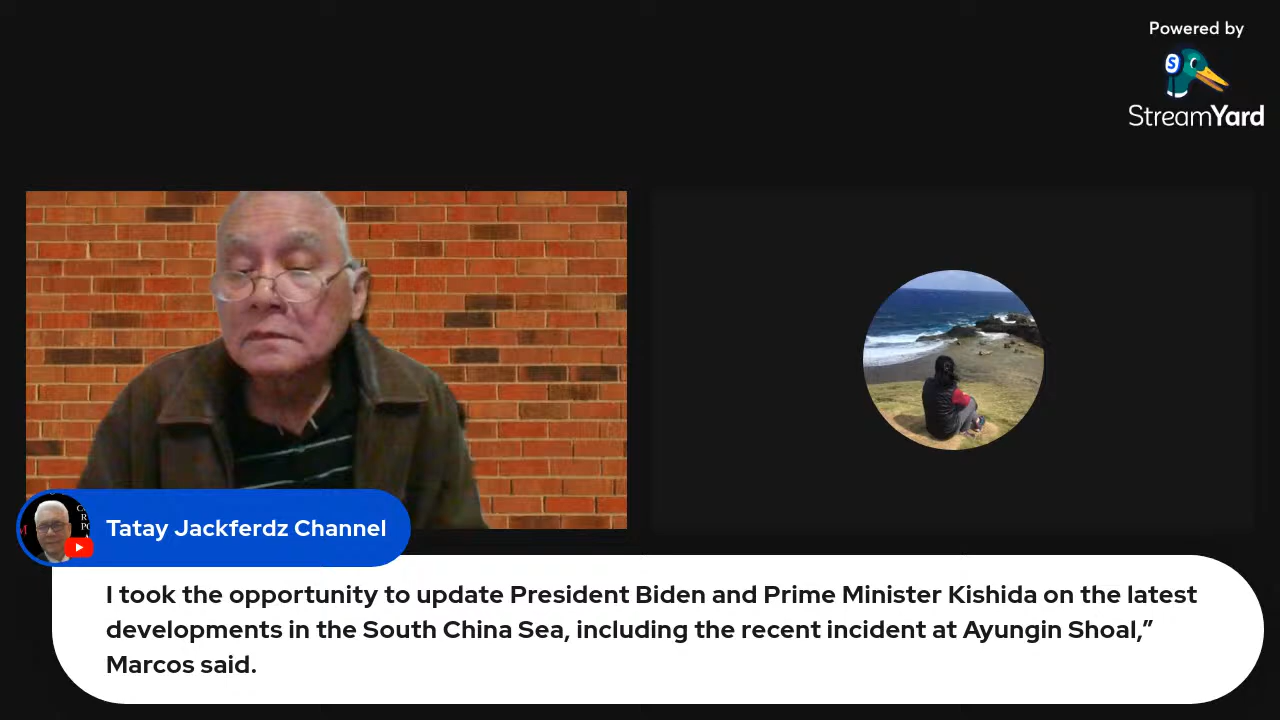 Powered by
StreamYard
Tatay Jackferdz Channel
I took the opportunity to update President Biden and Prime Minister Kishida on the latest
developments in the South China Sea, including the recent incident at Ayungin Shoal,”
Marcos said.